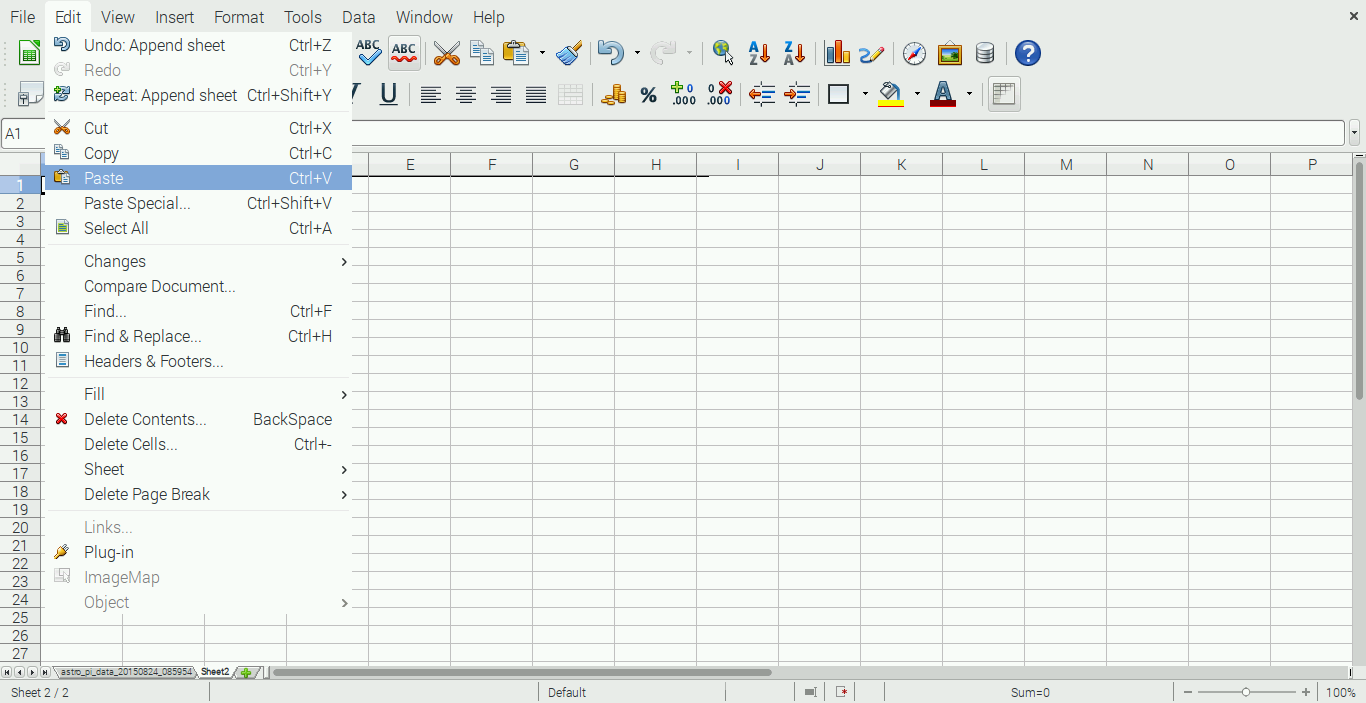 File Edit View Insert Format Tools Data Window Help
Undo: Append sheet Ctrl+Z
Redo Ctrl+Y
Repeat: Append sheet Ctrl+Shift+Y
Cut Ctrl+X
Copy Ctrl+C
Paste Ctrl+V
Paste Special... Ctrl+Shift+V
Select All Ctrl+A
Changes
Compare Document...
Find... Ctrl+F
Find & Replace... Ctrl+H
Headers & Footers...
Fill
Delete Contents... BackSpace
Delete Cells... Ctrl+-
Sheet
Delete Page Break
Links...
Plug-in
ImageMap
Object
ABC ABC
A Z Z A
U % +.0 .000 0 .000 A
A1
E F G H I J K L M N O P
1
2
3
4
5
6
7
8
9
10
11
12
13
14
15
16
17
18
19
20
21
22
23
24
25
26
27
astro_pi_data_20150824_085954 Sheet2
Sheet 2 / 2 Default Sum=0 100%